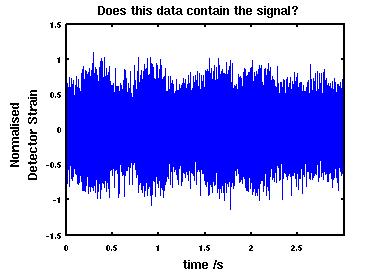 Does this data contain the signal?
1.5
1
0.5
0
-0.5
-1
-1.5
Normalised
Detector Strain
0 0.5 1 1.5 2 2.5
time /s